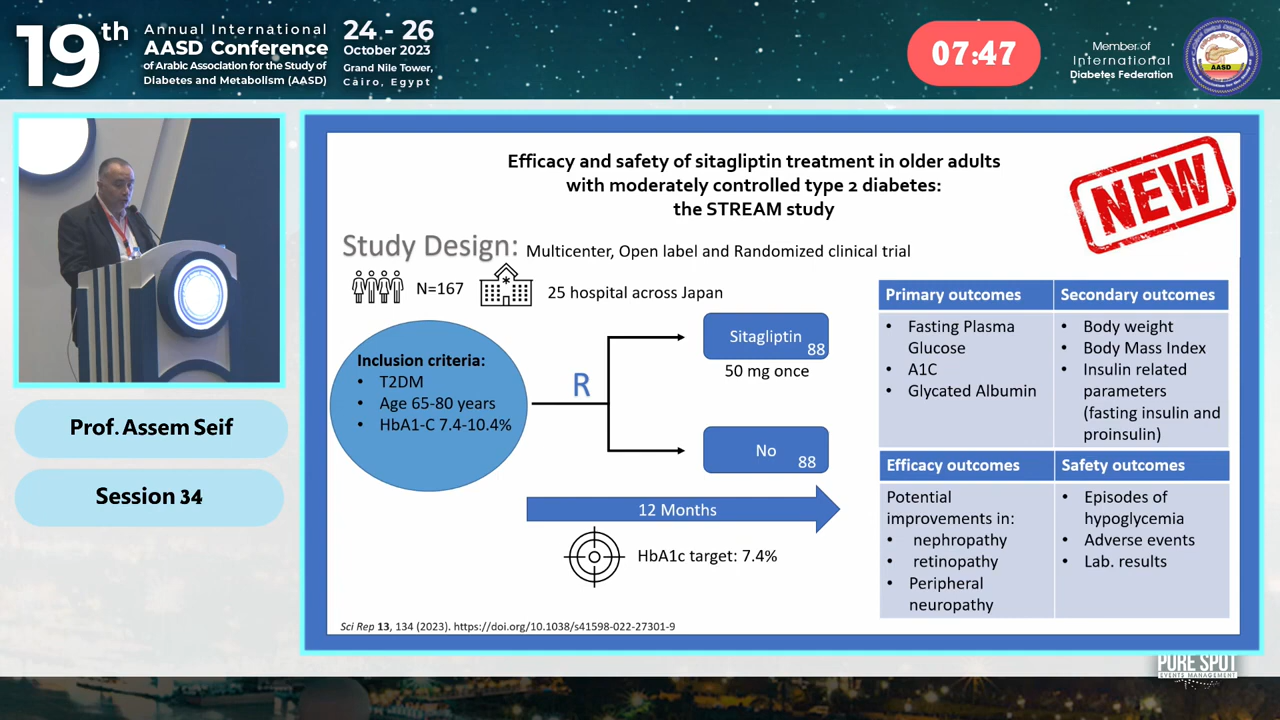 19th
Annual International
AASD Conference
of Arabic Association for the Study of
Diabetes and Metabolism (AASD)
24 - 26
October 2023
Grand Nile Tower,
Cairo, Egypt
07:47
Member of
International
Diabetes Federation
AASD
Efficacy and safety of sitagliptin treatment in older adults
with moderately controlled type 2 diabetes:
the STREAM study
NEW
Study Design: Multicenter, Open label and Randomized clinical trial
N=167
25 hospital across Japan
Inclusion criteria:
• T2DM
• Age 65-80 years
• HbA1-C 7.4-10.4%
R
Sitagliptin
88
50 mg once
No
88
12 Months
HbA1c target: 7.4%
Primary outcomes
• Fasting Plasma
Glucose
• A1C
• Glycated Albumin
Secondary outcomes
• Body weight
• Body Mass Index
• Insulin related
parameters
(fasting insulin and
proinsulin)
Efficacy outcomes
Potential
improvements in:
• nephropathy
• retinopathy
• Peripheral
neuropathy
Safety outcomes
• Episodes of
hypoglycemia
• Adverse events
• Lab. results
Sci Rep 13, 134 (2023). https://doi.org/10.1038/s41598-022-27301-9
Prof. Assem Seif
Session 34
PURE SPOT
EVENTS MANAGEMENT